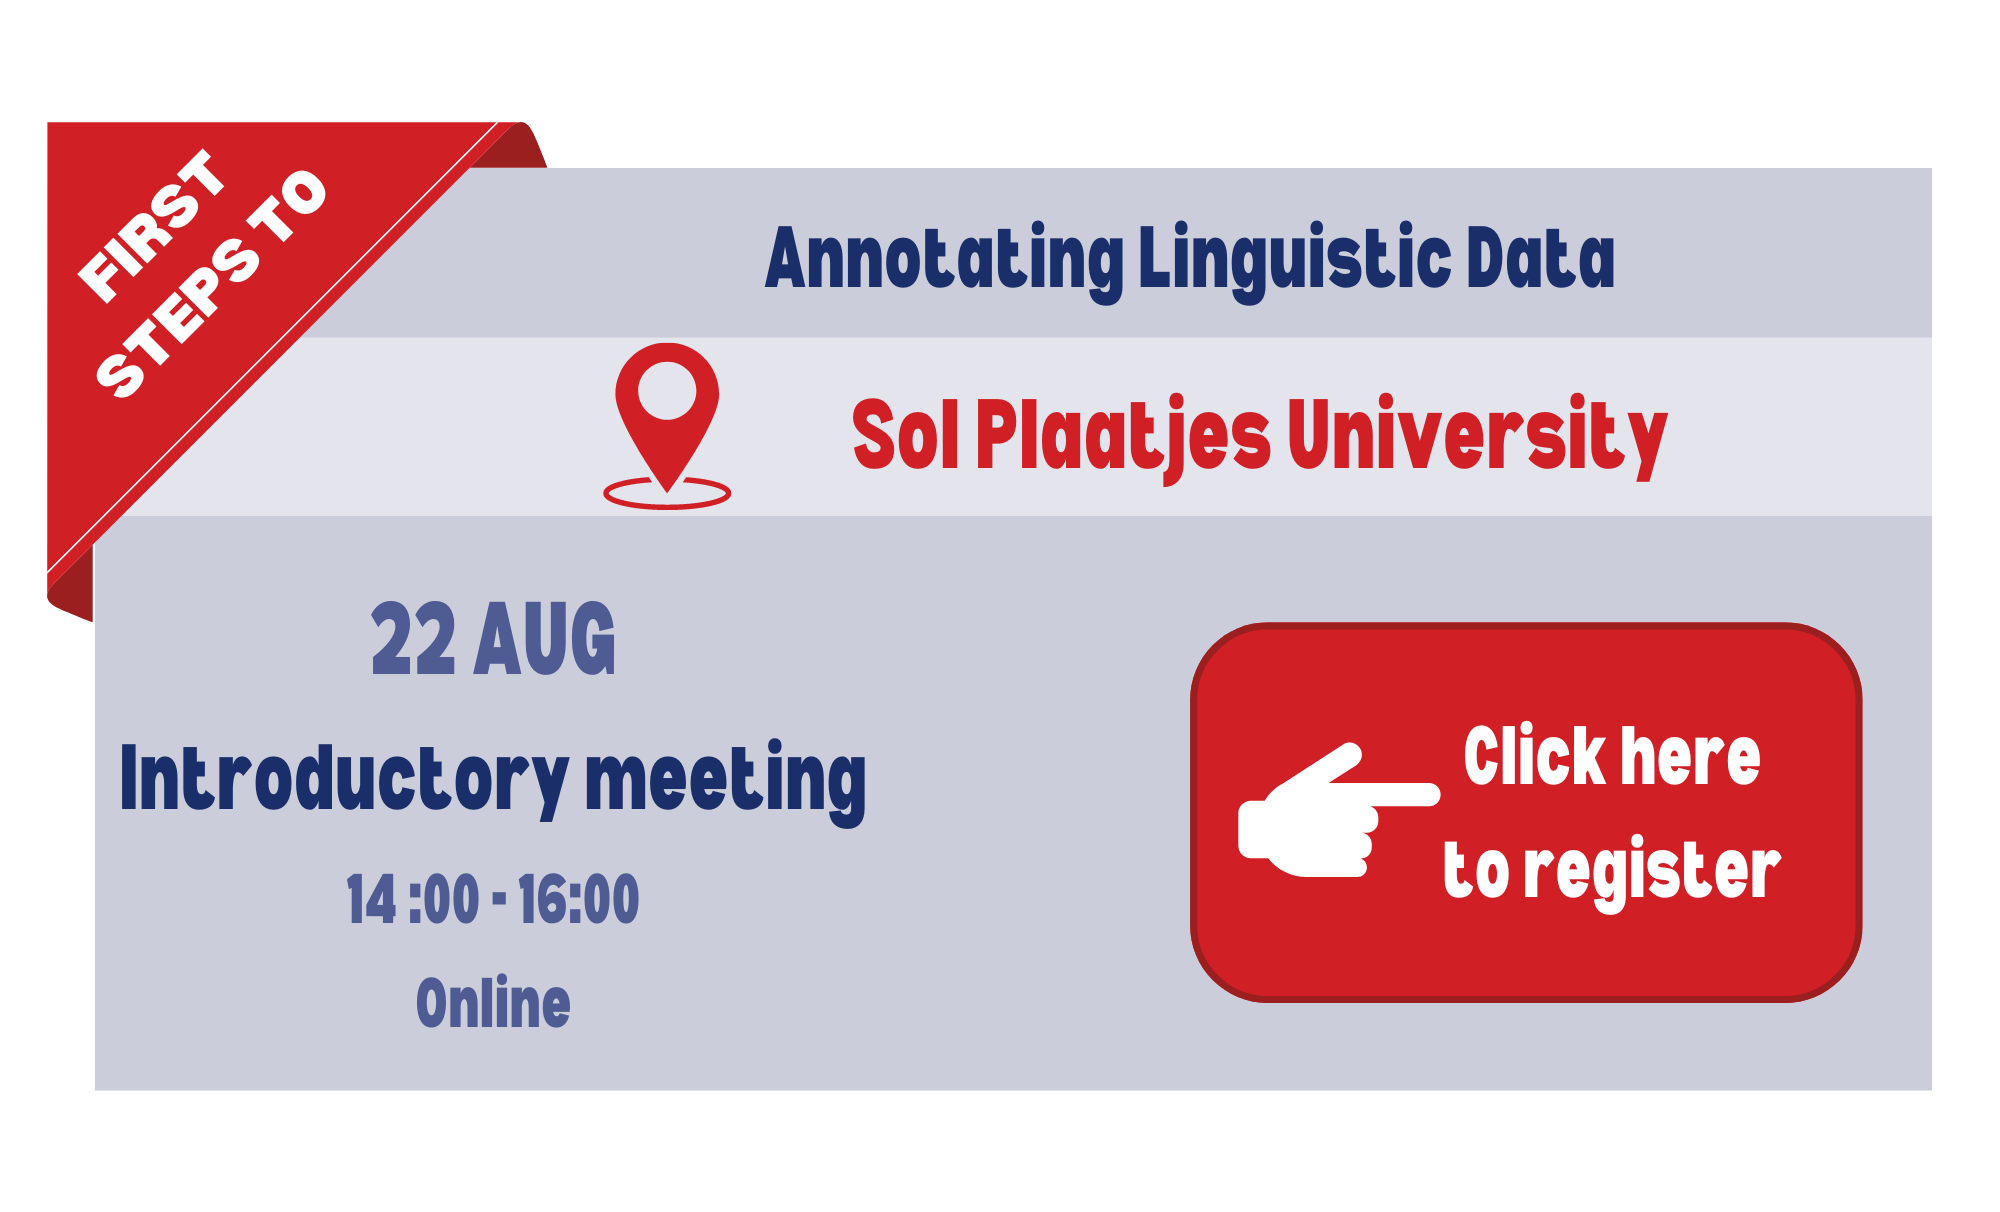 FIRST
STEPS TO
Annotating Linguistic Data
Sol Plaatjes University
22 AUG
Introductory meeting
14 :00 - 16:00
Online
Click here
to register